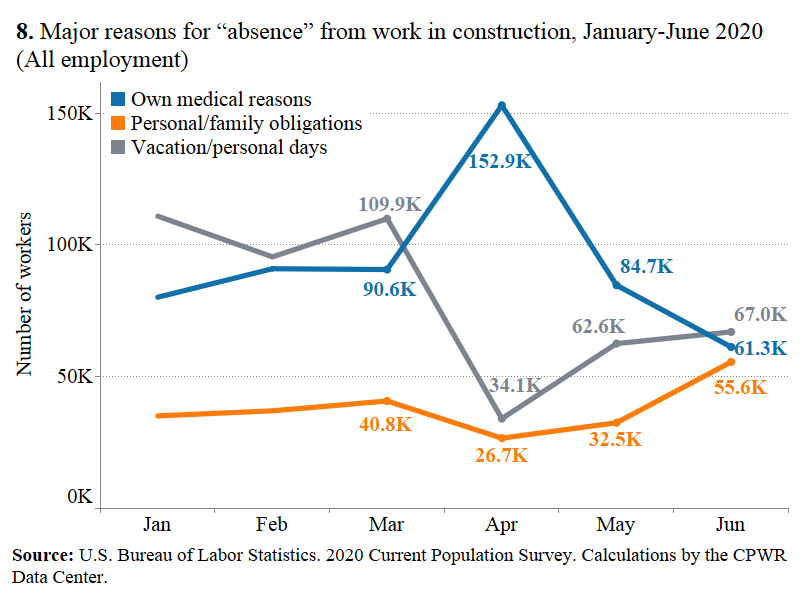 8. Major reasons for “absence” from work in construction, January-June 2020
(All employment)
Own medical reasons
Personal/family obligations
Vacation/personal days
Number of workers
150K
100K
50K
0K
152.9K
109.9K
90.6K
84.7K
62.6K
67.0K
61.3K
34.1K
55.6K
40.8K
26.7K
32.5K
Jan Feb Mar Apr May Jun
Source: U.S. Bureau of Labor Statistics. 2020 Current Population Survey. Calculations by the CPWR
Data Center.